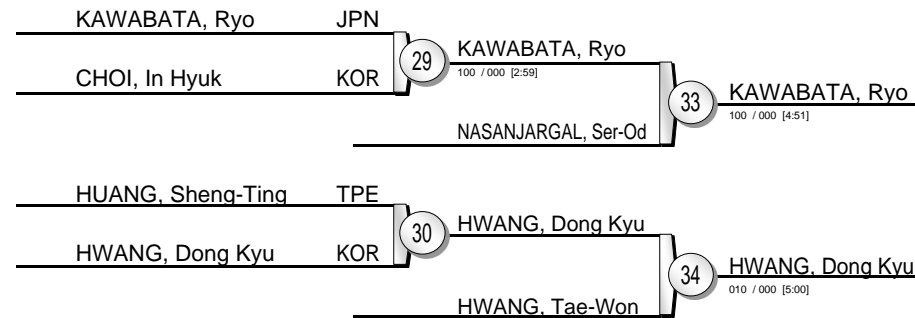 KAWABATA, Ryo JPN
CHOI, In Hyuk KOR
29
KAWABATA, Ryo
100 / 000 [2:59]
NASANJARGAL, Ser-Od
33
KAWABATA, Ryo
100 / 000 [4:51]
HUANG, Sheng-Ting TPE
HWANG, Dong Kyu KOR
30
HWANG, Dong Kyu
HWANG, Tae-Won
34
HWANG, Dong Kyu
010 / 000 [5:00]